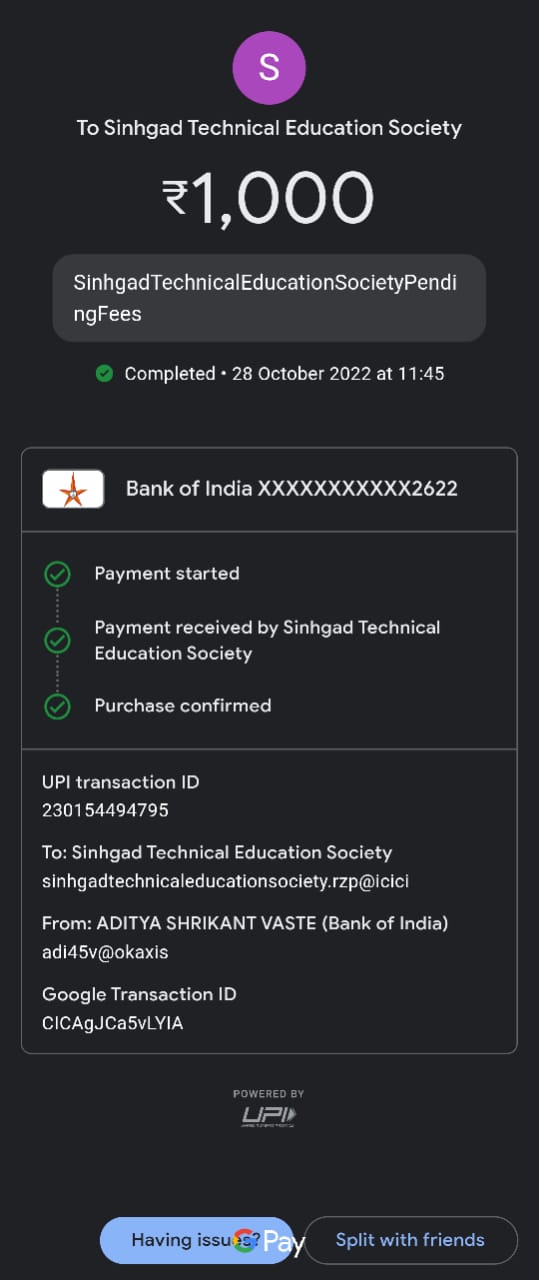 S
To Sinhgad Technical Education Society
₹1,000
SinhgadTechnicalEducationSocietyPendi
ngFees
Completed • 28 October 2022 at 11:45
Bank of India XXXXXXXXXXX2622
Payment started
Payment received by Sinhgad Technical
Education Society
Purchase confirmed
UPI transaction ID
230154494795
To: Sinhgad Technical Education Society
sinhgadtechnicaleducationsociety.rzp@icici
From: ADITYA SHRIKANT VASTE (Bank of India)
adi45v@okaxis
Google Transaction ID
CICAgJCa5vLYIA
POWERED BY
UPI
Having issues?
G Pay
Split with friends